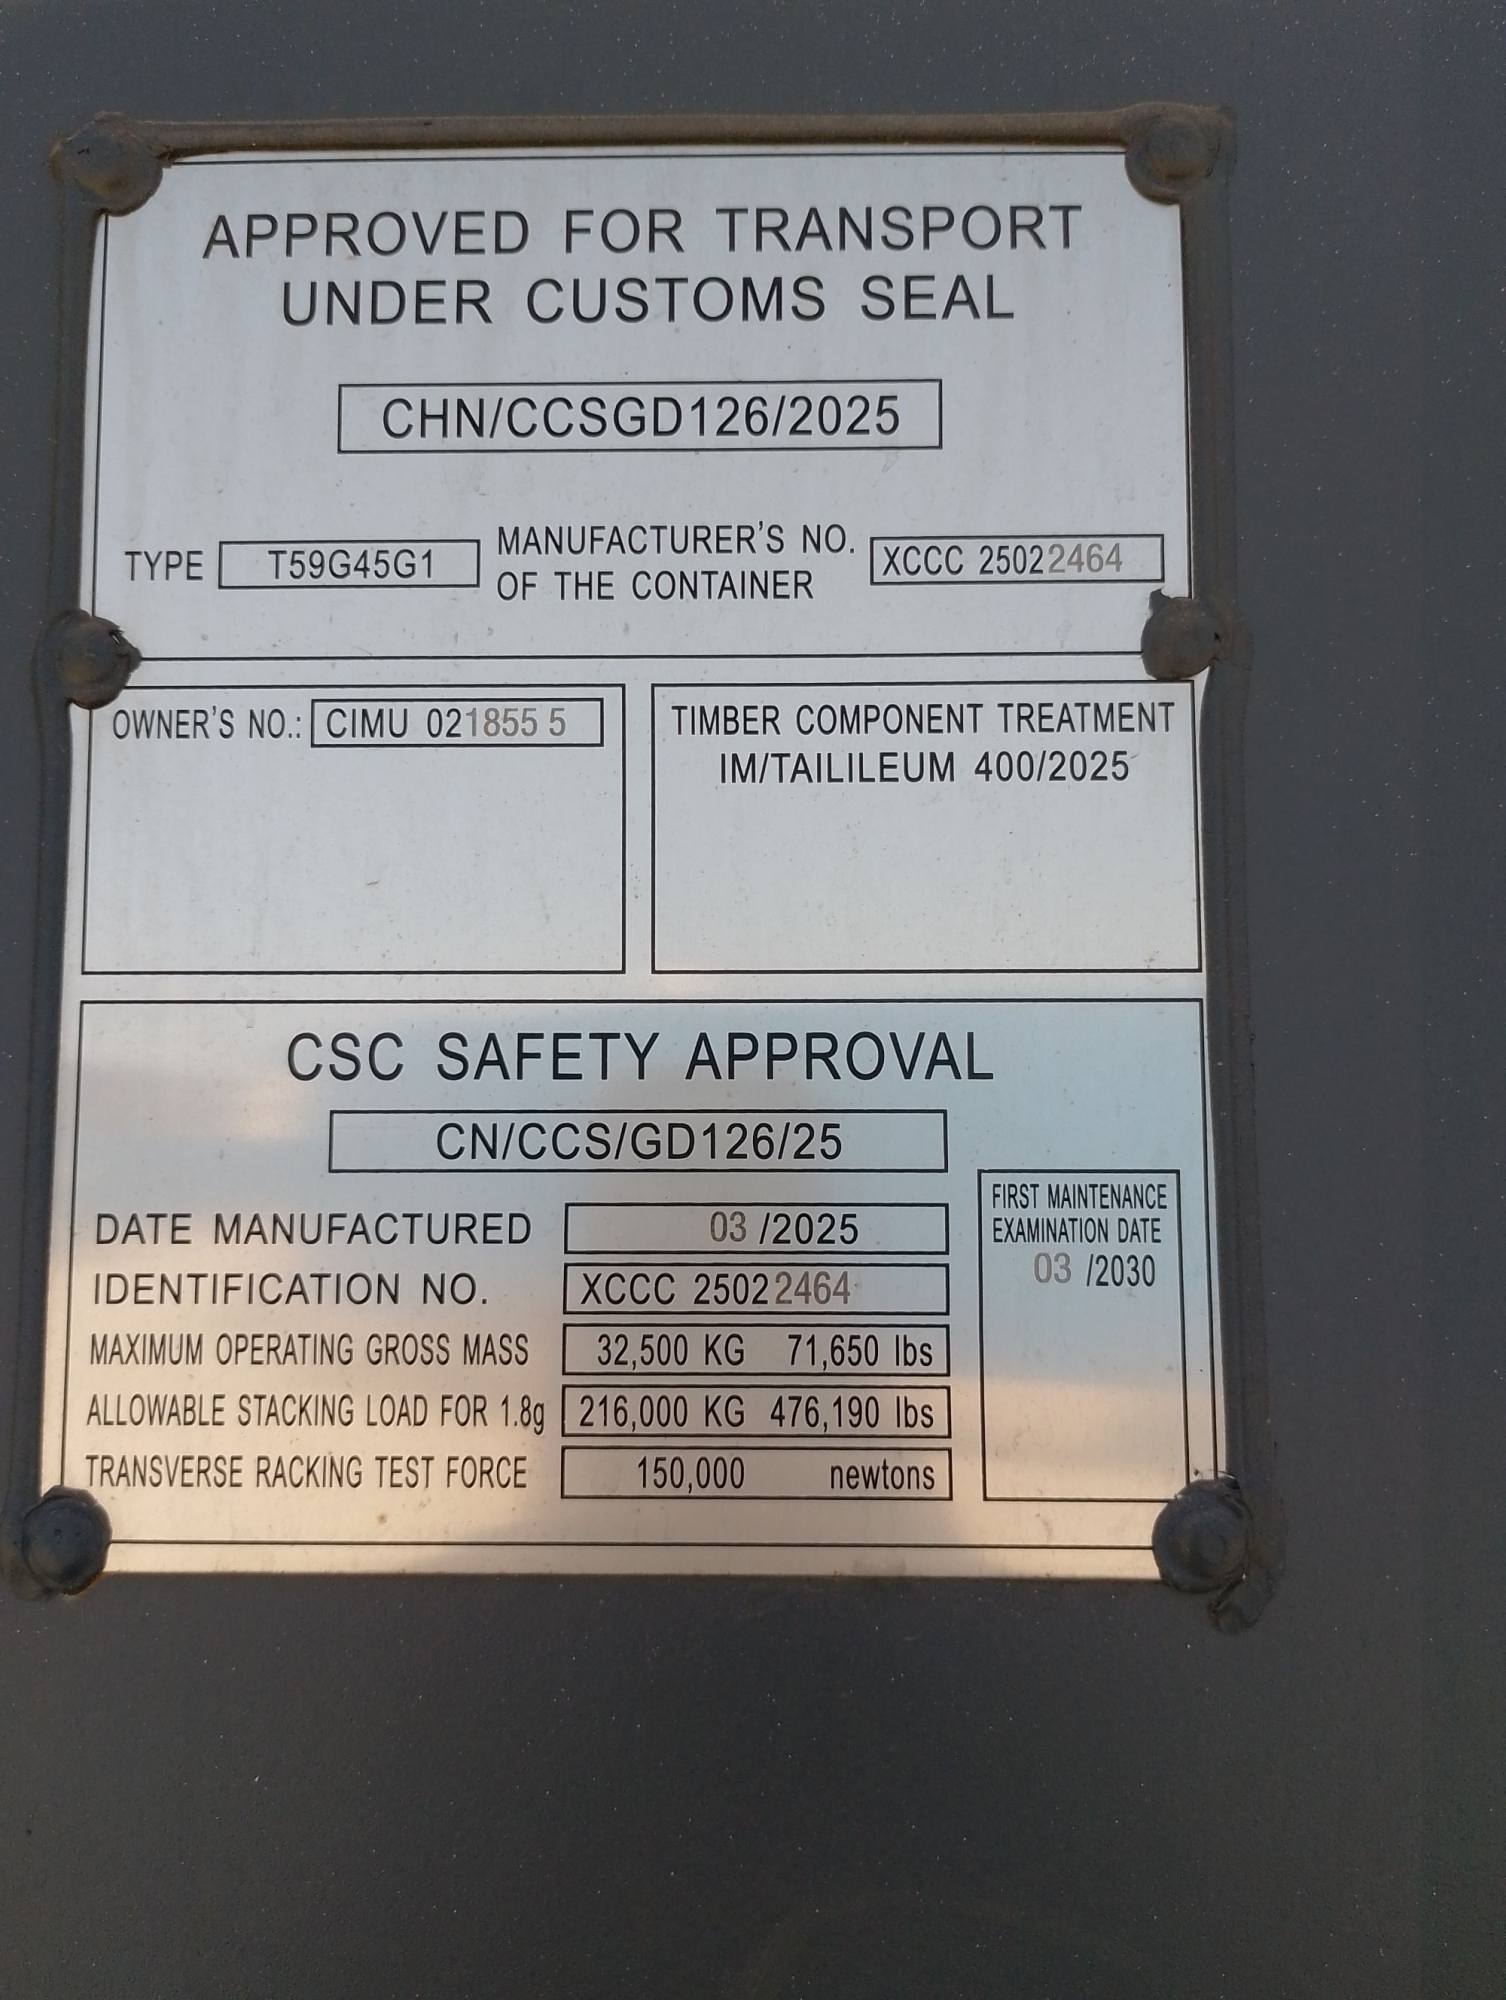 APPROVED FOR TRANSPORT
UNDER CUSTOMS SEAL
CHN/CCSGD126/2025
TYPE T59G45G1 MANUFACTURER'S NO. OF THE CONTAINER XCCC 25022464
OWNER'S NO.: CIMU 021855 5
TIMBER COMPONENT TREATMENT
IM/TAILILEUM 400/2025
CSC SAFETY APPROVAL
CN/CCS/GD126/25
DATE MANUFACTURED 03 /2025
IDENTIFICATION NO. XCCC 25022464
MAXIMUM OPERATING GROSS MASS 32,500 KG 71,650 lbs
ALLOWABLE STACKING LOAD FOR 1.8g 216,000 KG 476,190 lbs
TRANSVERSE RACKING TEST FORCE 150,000 newtons
FIRST MAINTENANCE
EXAMINATION DATE
03 /2030